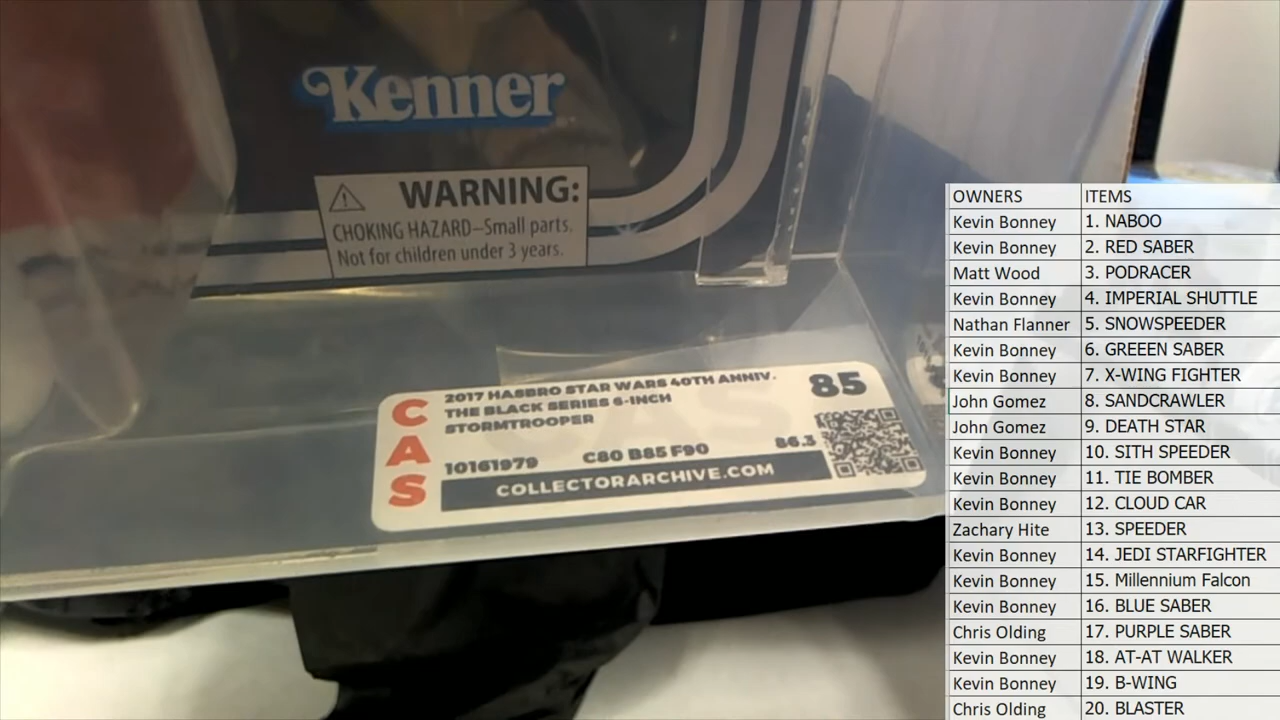 Kenner
WARNING:
CHOKING HAZARD–Small parts.
Not for children under 3 years.
CAS
2017 HASBRO STAR WARS 40TH ANNIV.
THE BLACK SERIES 6-INCH
STORMTROOPER
85
10161979 C80 B85 F90 86.3
COLLECTORARCHIVE.COM
OWNERS ITEMS
Kevin Bonney 1. NABOO
Kevin Bonney 2. RED SABER
Matt Wood 3. PODRACER
Kevin Bonney 4. IMPERIAL SHUTTLE
Nathan Flanner 5. SNOWSPEEDER
Kevin Bonney 6. GREEEN SABER
Kevin Bonney 7. X-WING FIGHTER
John Gomez 8. SANDCRAWLER
John Gomez 9. DEATH STAR
Kevin Bonney 10. SITH SPEEDER
Kevin Bonney 11. TIE BOMBER
Kevin Bonney 12. CLOUD CAR
Zachary Hite 13. SPEEDER
Kevin Bonney 14. JEDI STARFIGHTER
Kevin Bonney 15. Millennium Falcon
Kevin Bonney 16. BLUE SABER
Chris Olding 17. PURPLE SABER
Kevin Bonney 18. AT-AT WALKER
Kevin Bonney 19. B-WING
Chris Olding 20. BLASTER